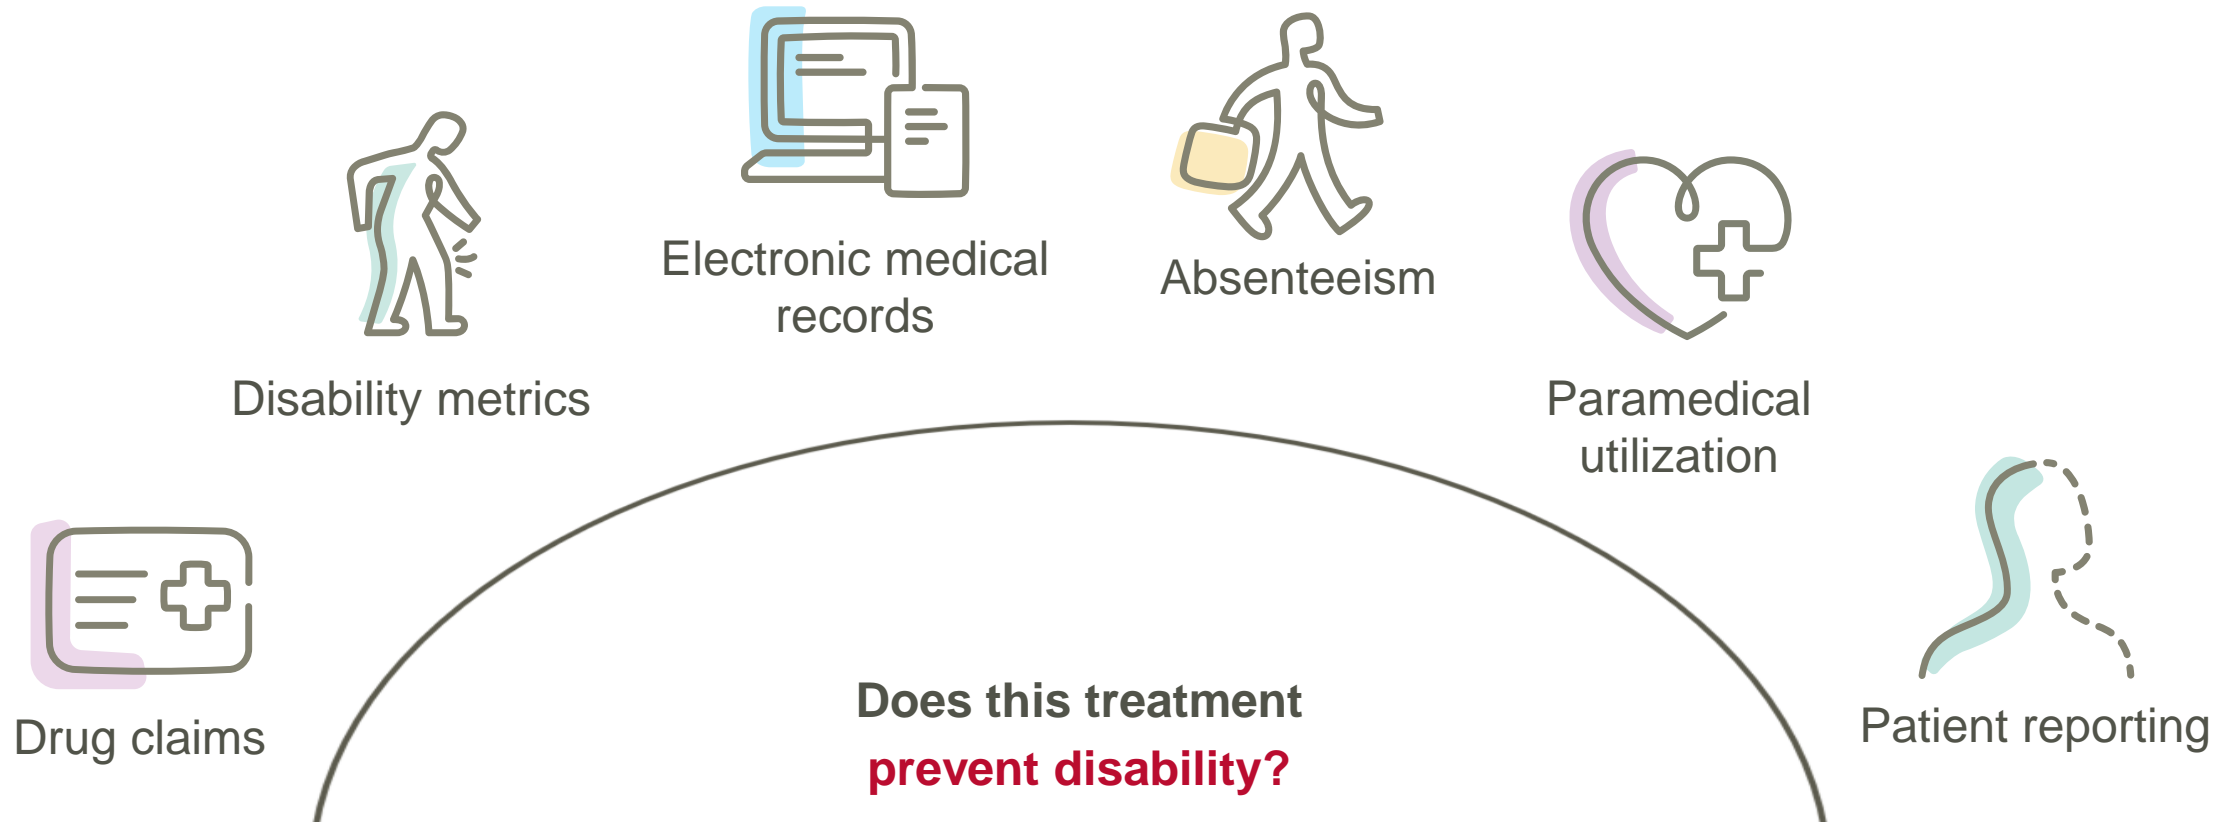 Drug claims
Disability metrics
Electronic medical
records
Absenteeism
Paramedical
utilization
Patient reporting
Does this treatment
prevent disability?